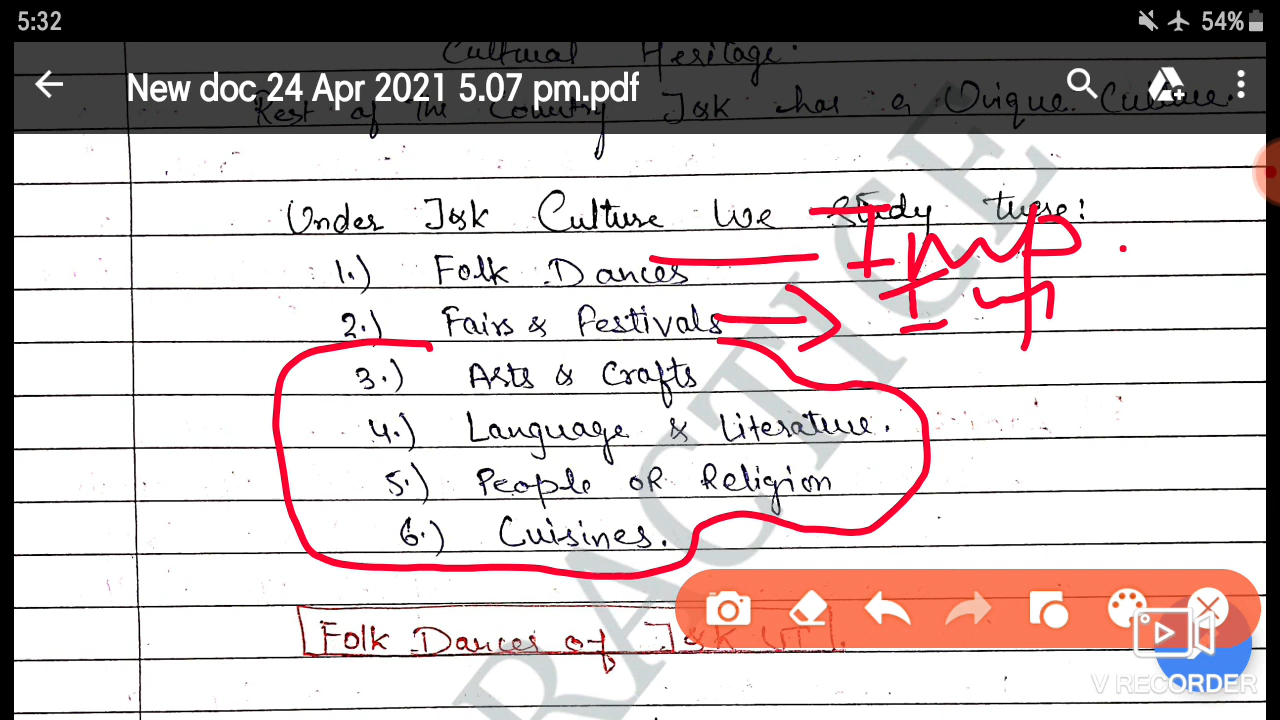 5:32
54%
Cultural Heritage.
New doc 24 Apr 2021 5.07 pm.pdf
Rest of The Country J&K has a Unique Culture.
Under J&K Culture We Study these:
1.) Folk Dances
Imp.
2.) Fairs & Festivals
3.) Arts & Crafts
4.) Language & Literature.
5.) People OR Religion
6.) Cuisines.
Folk Dances of J&K UT.
RACTICE
V RECORDER